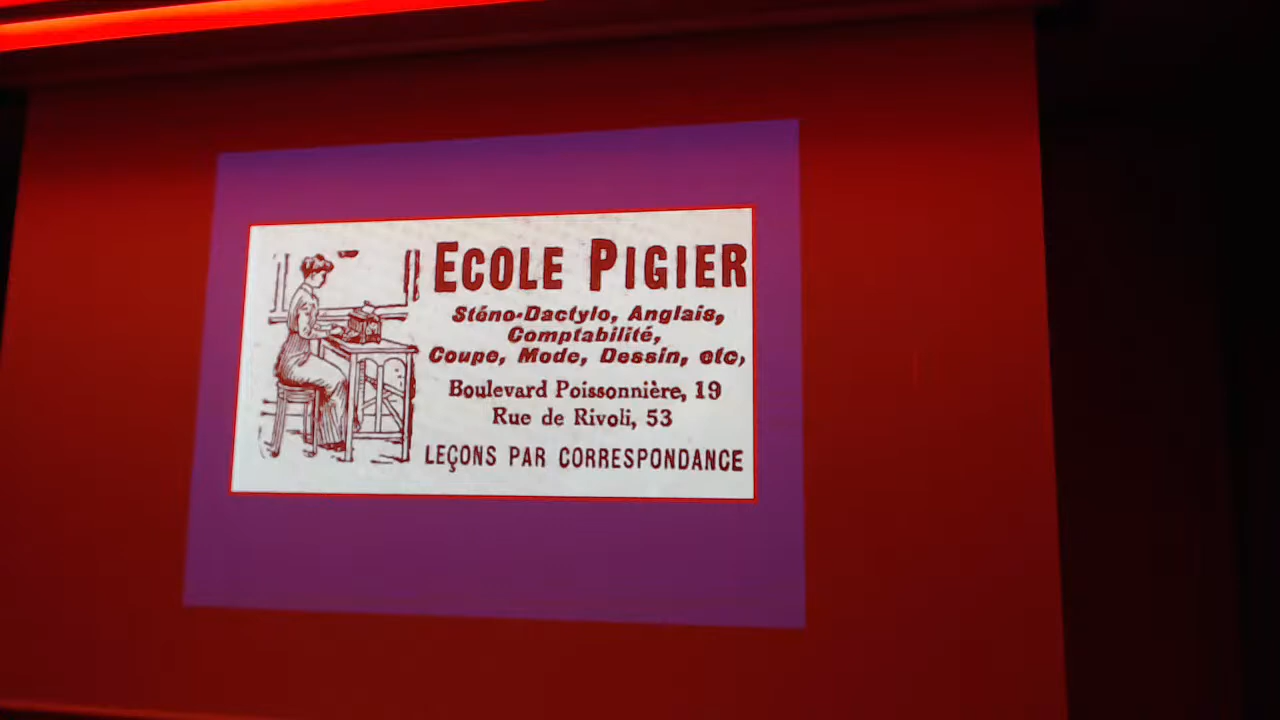 ECOLE PIGIER
Sténo-Dactylo, Anglais,
Comptabilité,
Coupe, Mode, Dessin, etc,
Boulevard Poissonnière, 19
Rue de Rivoli, 53
LEÇONS PAR CORRESPONDANCE